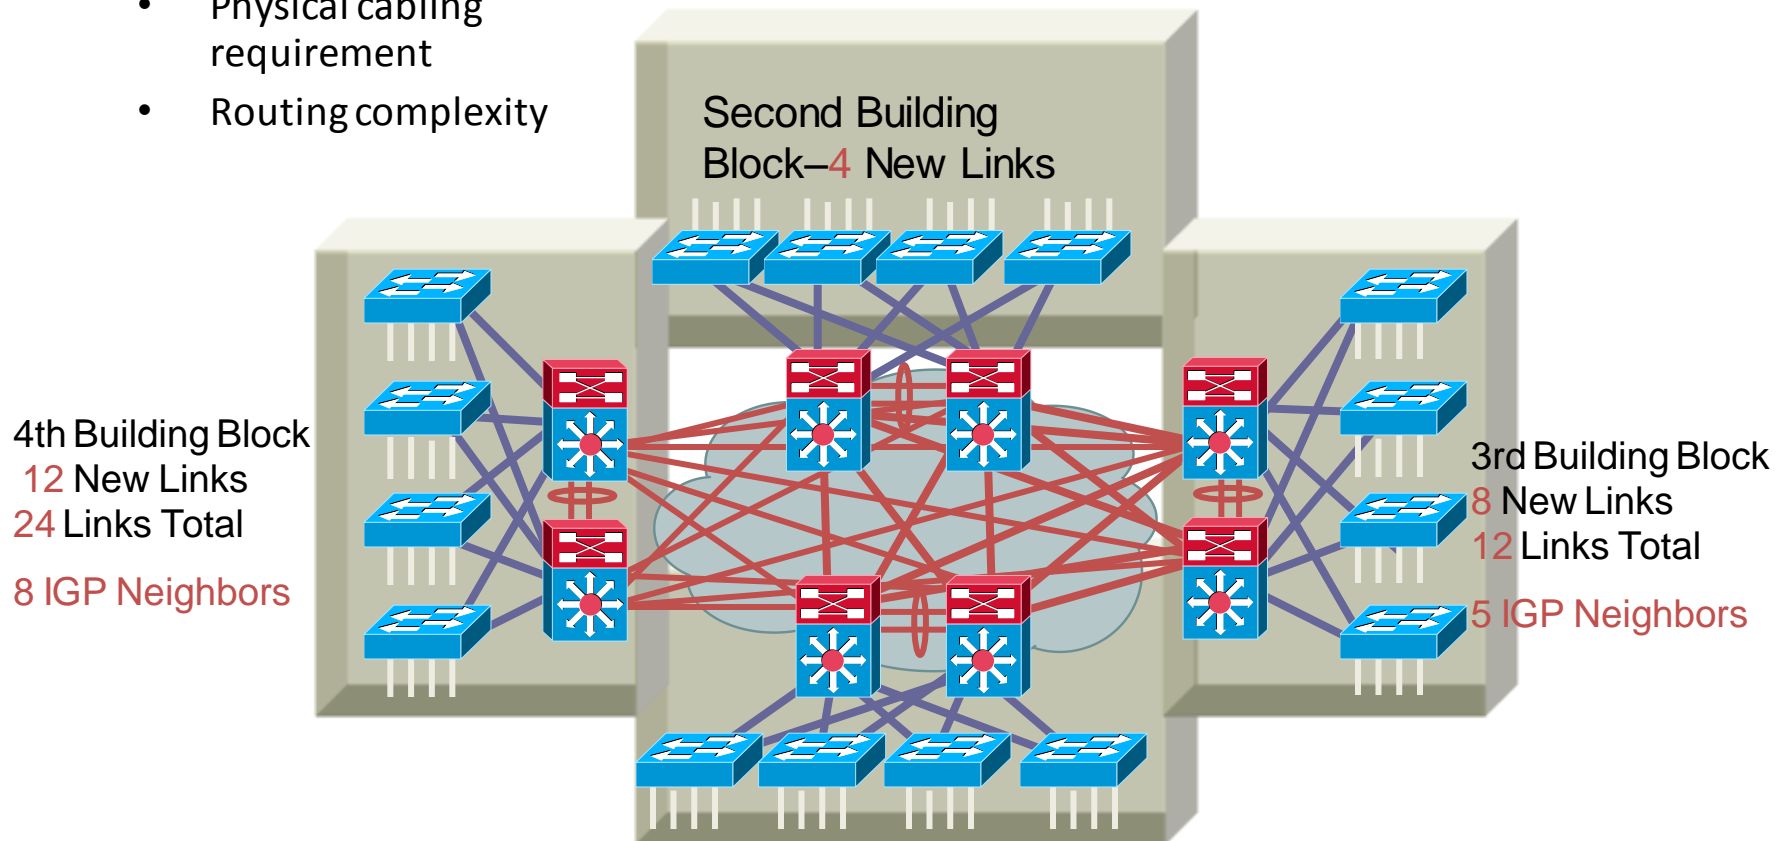 • Physical cabling
requirement
• Routing complexity
Second Building
Block–4 New Links
4th Building Block
12 New Links
24 Links Total
8 IGP Neighbors
3rd Building Block
8 New Links
12 Links Total
5 IGP Neighbors